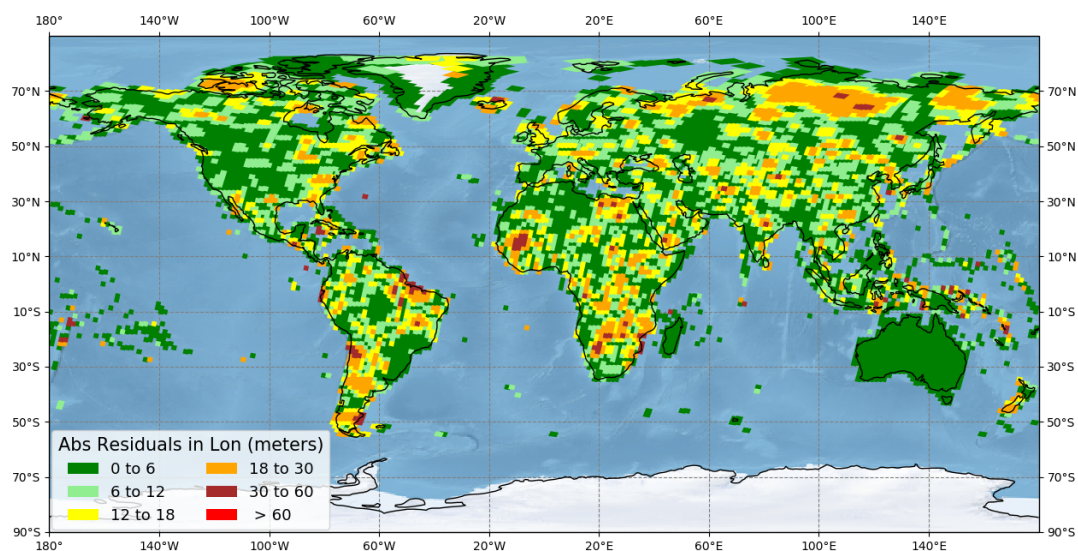 180° 140°W 100°W 60°W 20°W 20°E 60°E 100°E 140°E
70°N 70°N
50°N 50°N
30°N 30°N
10°N 10°N
10°S 10°S
30°S 30°S
50°S 50°S
Abs Residuals in Lon (meters)
0 to 6 18 to 30
6 to 12 30 to 60
12 to 18 > 60
70°S 70°S
90°S 90°S
180° 140°W 100°W 60°W 20°W 20°E 60°E 100°E 140°E